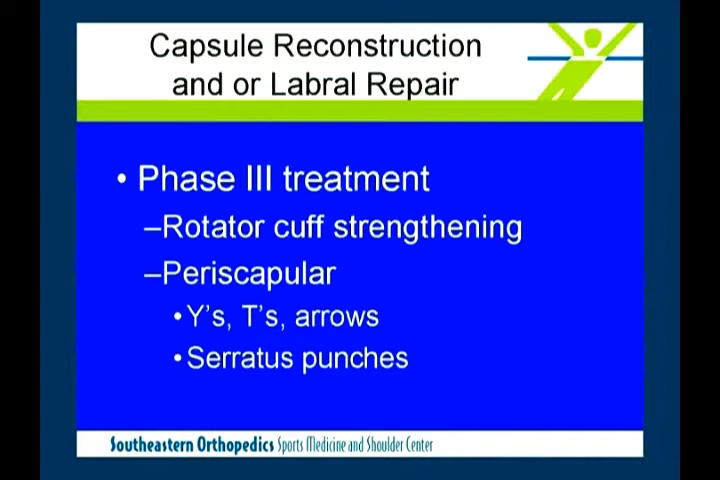 Capsule Reconstruction
and or Labral Repair
• Phase III treatment
–Rotator cuff strengthening
–Periscapular
•Y's, T's, arrows
•Serratus punches
Southeastern Orthopedics Sports Medicine and Shoulder Center